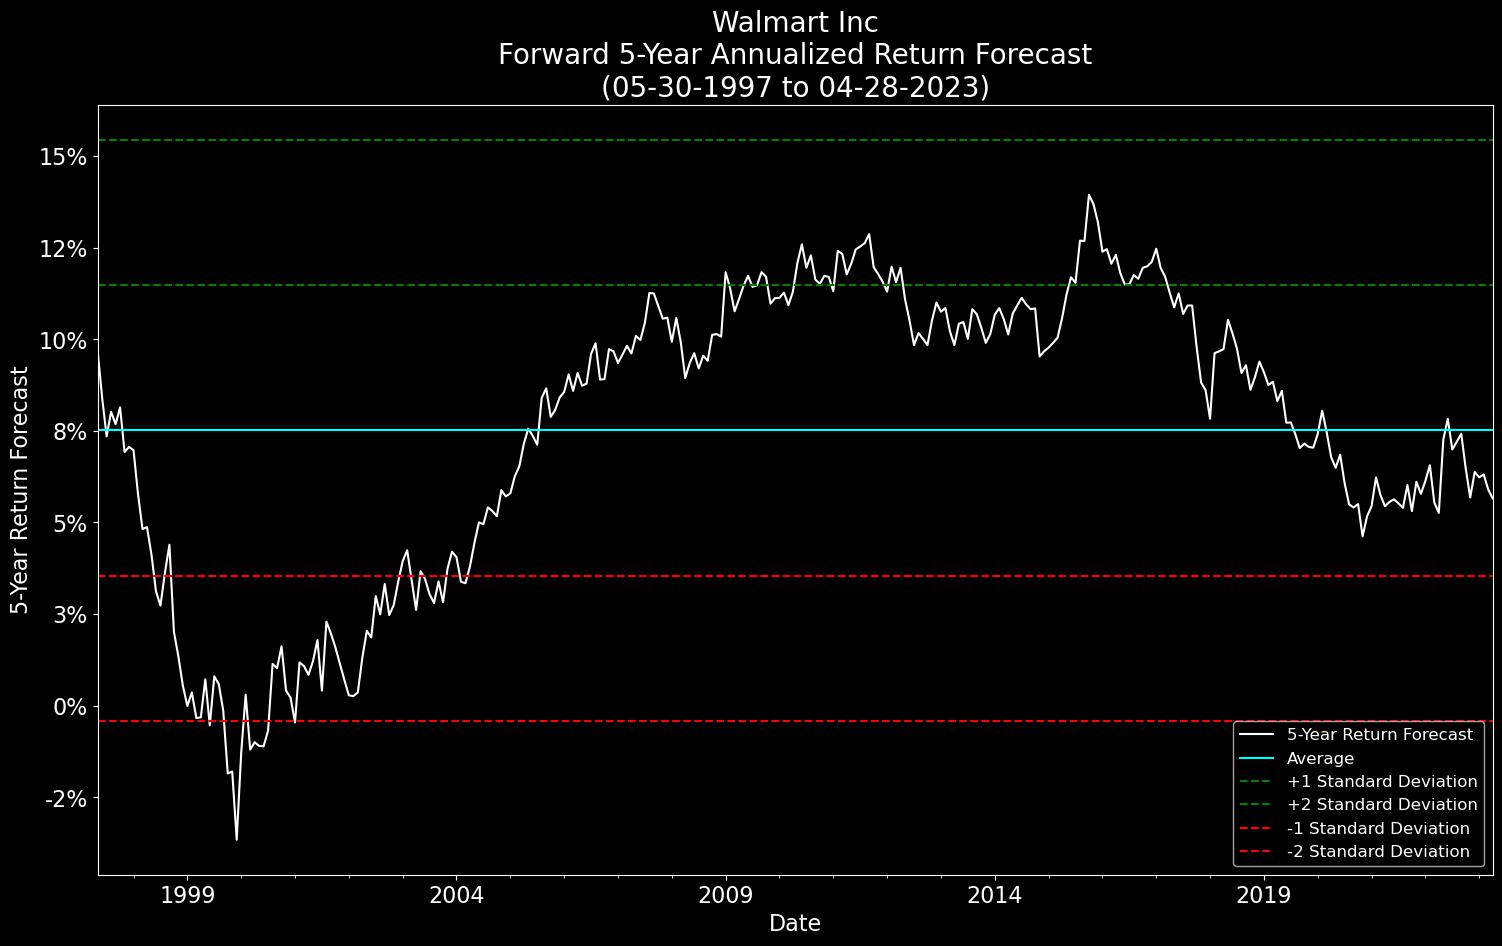 Walmart Inc
Forward 5-Year Annualized Return Forecast
(05-30-1997 to 04-28-2023)
5-Year Return Forecast
15%
12%
10%
8%
5%
3%
0%
-2%
5-Year Return Forecast
Average
+1 Standard Deviation
+2 Standard Deviation
-1 Standard Deviation
-2 Standard Deviation
1999
2004
2009
2014
2019
Date